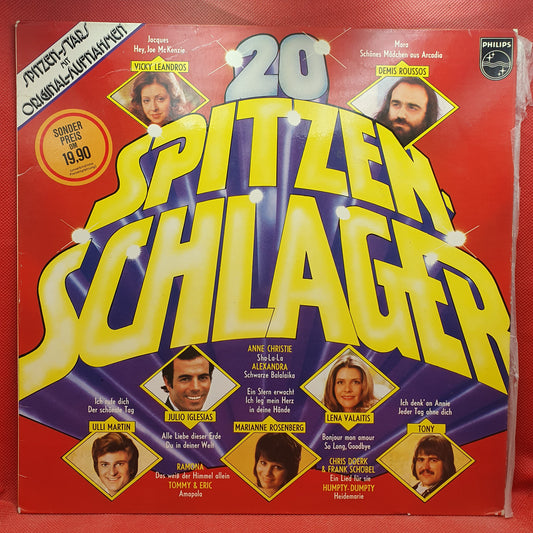 SPITZEN-STARS
MIT
ORIGINAL-AUFNAHMEN
Jacques
Hey, Joe McKenzie
VICKY LEANDROS
20
Mara
Schönes Mädchen aus Arcadia
DEMIS ROUSSOS
PHILIPS
SONDER
PREIS
DM
19,90
SPITZEN-
SCHLAGER
ANNE CHRISTIE
Sha-La-La
ALEXANDRA
Schwarze Balalaika
Ich rufe dich
Der schönste Tag
ULLI MARTIN
JULIO IGLESIAS
Alle Liebe dieser Erde
Du in deiner Welt
Ein Stern erwacht
Ich leg' mein Herz
in deine Hände
MARIANNE ROSENBERG
LENA VALAITIS
Bonjour mon amour
So Long, Goodbye
Ich denk' an Annie
Jeder Tag ohne dich
TONY
RAMONA
Das weiß der Himmel allein
TOMMY & ERIC
Amapola
CHRIS DOERK
& FRANK SCHÖBEL
Ein Lied für sie
HUMPTY-DUMPTY
Heidemarie